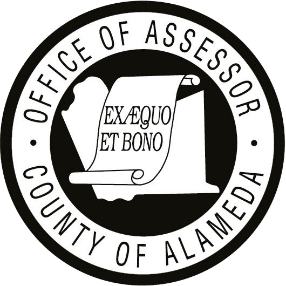 OFFICE OF ASSESSOR
EXÆQUO
ET BONO
• COUNTY OF ALAMEDA •